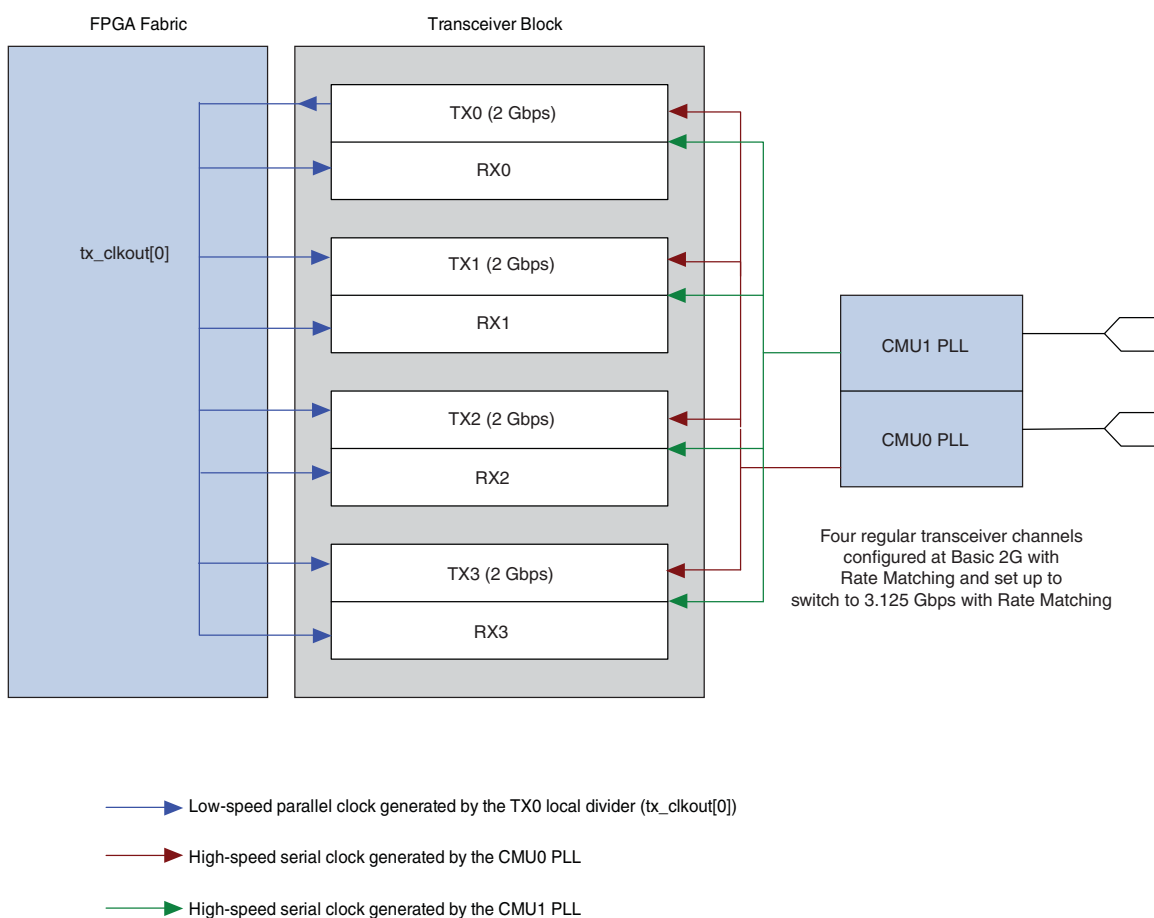 FPGA Fabric
Transceiver Block
TX0 (2 Gbps)
RX0
tx_clkout[0]
TX1 (2 Gbps)
RX1
CMU1 PLL
TX2 (2 Gbps)
CMU0 PLL
RX2
Four regular transceiver channels
configured at Basic 2G with
Rate Matching and set up to
switch to 3.125 Gbps with Rate Matching
TX3 (2 Gbps)
RX3
Low-speed parallel clock generated by the TX0 local divider (tx_clkout[0])
High-speed serial clock generated by the CMU0 PLL
High-speed serial clock generated by the CMU1 PLL